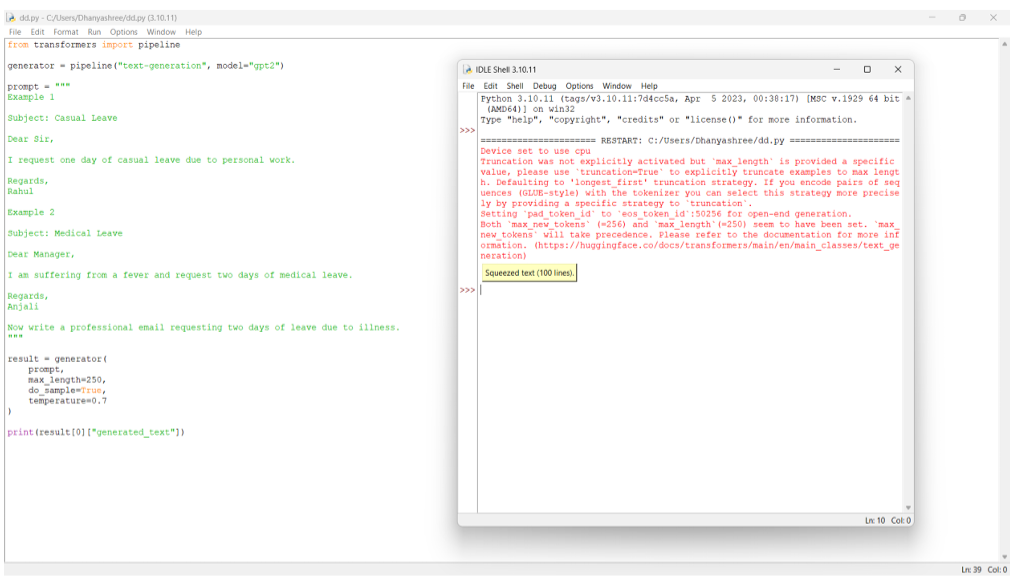 dd.py - C:/Users/Dhanyashree/dd.py (3.10.11)
File Edit Format Run Options Window Help
from transformers import pipeline
generator = pipeline("text-generation", model="gpt2")
prompt = """
Example 1
Subject: Casual Leave
Dear Sir,
I request one day of casual leave due to personal work.
Regards,
Rahul
Example 2
Subject: Medical Leave
Dear Manager,
I am suffering from a fever and request two days of medical leave.
Regards,
Anjali
Now write a professional email requesting two days of leave due to illness.
"""
result = generator(
    prompt,
    max_length=250,
    do_sample=True,
    temperature=0.7
)
print(result[0]["generated_text"])
Ln: 39 Col: 0
IDLE Shell 3.10.11
File Edit Shell Debug Options Window Help
Python 3.10.11 (tags/v3.10.11:7d4cc5a, Apr  5 2023, 00:38:17) [MSC v.1929 64 bit
 (AMD64)] on win32
Type "help", "copyright", "credits" or "license()" for more information.
>>>
====================== RESTART: C:/Users/Dhanyashree/dd.py =====================
Device set to use cpu
Truncation was not explicitly activated but `max_length` is provided a specific
value, please use `truncation=True` to explicitly truncate examples to max lengt
h. Defaulting to 'longest_first' truncation strategy. If you encode pairs of seq
uences (GLUE-style) with the tokenizer you can select this strategy more precise
ly by providing a specific strategy to `truncation`.
Setting `pad_token_id` to `eos_token_id`:50256 for open-end generation.
Both `max_new_tokens` (=256) and `max_length`(=250) seem to have been set. `max_
new_tokens` will take precedence. Please refer to the documentation for more inf
ormation. (https://huggingface.co/docs/transformers/main/en/main_classes/text_ge
neration)
Squeezed text (100 lines).
>>>
Ln: 10 Col: 0